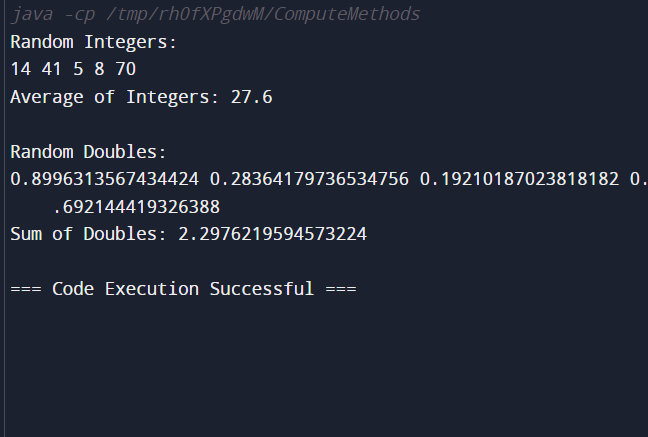 java -cp /tmp/rh0fXPgdwM/ComputeMethods
Random Integers:
14 41 5 8 70
Average of Integers: 27.6
Random Doubles:
0.8996313567434424 0.28364179736534756 0.19210187023818182 0.
.692144419326388
Sum of Doubles: 2.2976219594573224
=== Code Execution Successful ===